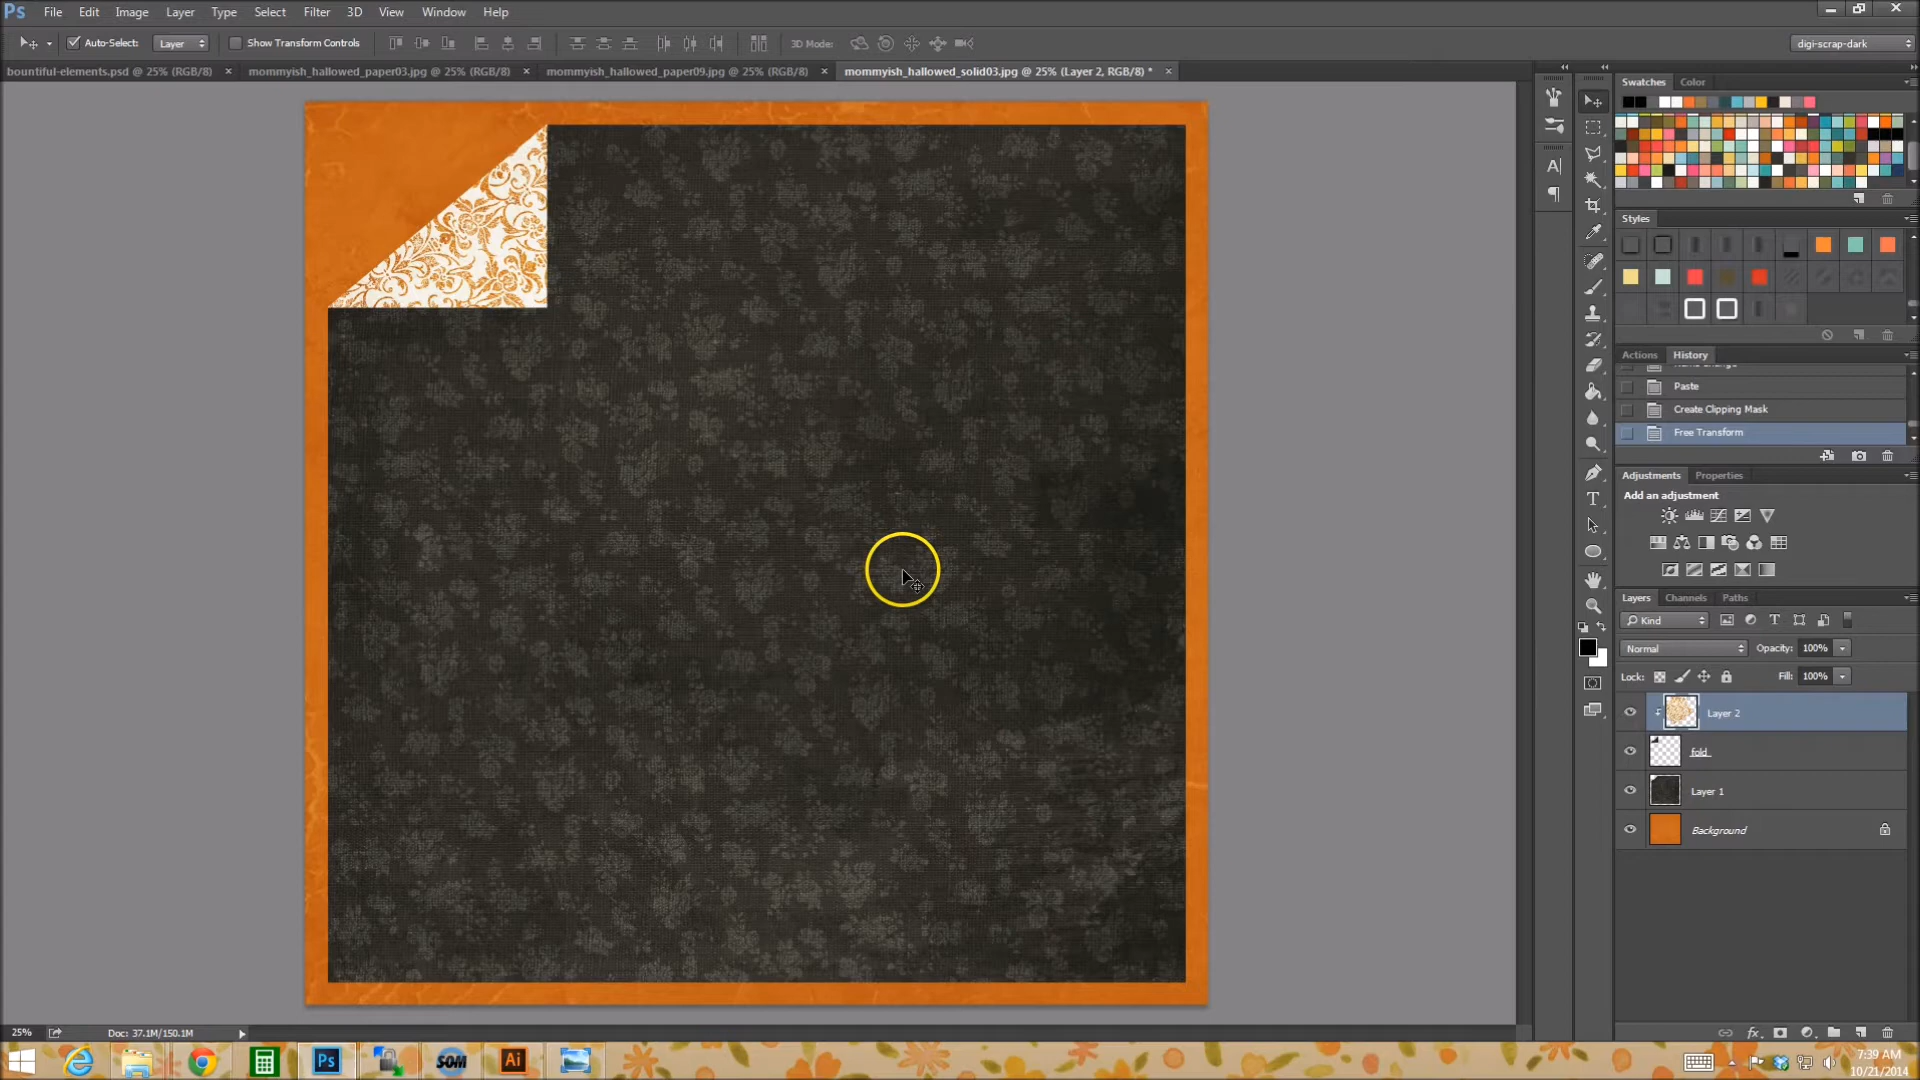 Ps File Edit Image Layer Type Select Filter 3D View Window Help
Auto-Select: Layer Show Transform Controls 3D Mode: digi-scrap-dark
bountiful-elements.psd @ 25% (RGB/8) × mommyish_hallowed_paper03.jpg @ 25% (RGB/8) × mommyish_hallowed_paper09.jpg @ 25% (RGB/8) × mommyish_hallowed_solid03.jpg @ 25% (Layer 2, RGB/8) * ×
Swatches Color
Styles
Actions History
Paste
Create Clipping Mask
Free Transform
Adjustments Properties
Add an adjustment
Layers Channels Paths
Kind
Normal Opacity: 100%
Lock: Fill: 100%
Layer 2
fold
Layer 1
Background
25% Doc: 37.1M/150.1M
Ps SOM Ai
7:39 AM
10/21/2014